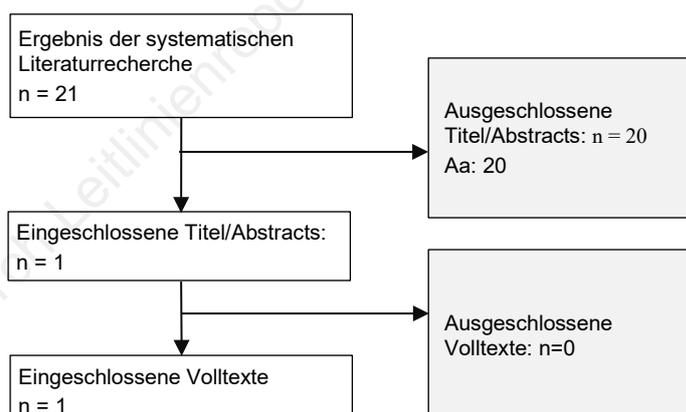 Ergebnis der systematischen
Literaturrecherche
n = 21
Ausgeschlossene
Titel/Abstracts: n = 20
Aa: 20
Eingeschlossene Titel/Abstracts:
n = 1
Ausgeschlossene
Volltexte: n=0
Eingeschlossene Volltexte
n = 1